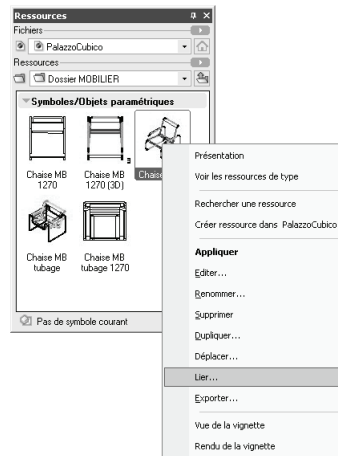 Ressources
Fichiers
PalazzoCubico
Ressources
Dossier MOBILIER
Symboles/Objets paramétriques
Chaise MB
1270
Chaise MB
1270 (3D)
Chaise
Chaise MB
tubage
Chaise MB
tubage 1270
Pas de symbole courant
Présentation
Voir les ressources de type
Rechercher une ressource
Créer ressource dans PalazzoCubico
Appliquer
Editer...
Renommer...
Supprimer
Dupliquer...
Déplacer...
Lier...
Exporter...
Vue de la vignette
Rendu de la vignette